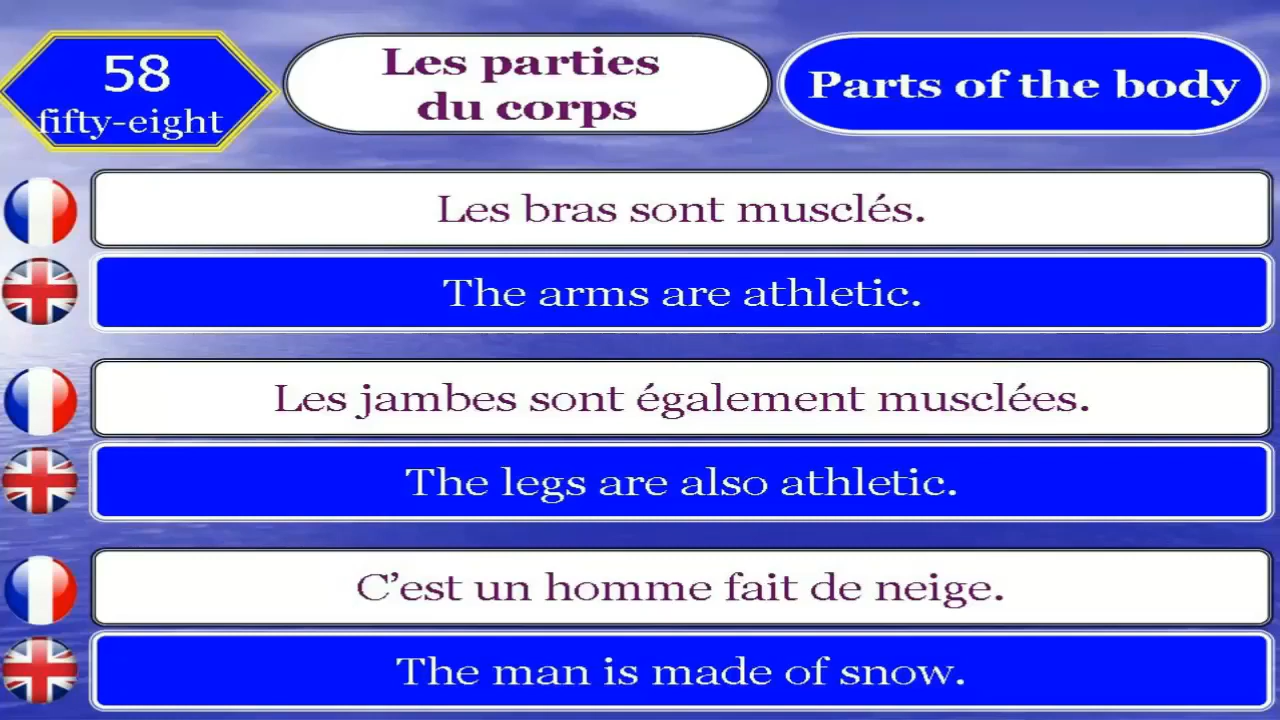 58
fifty-eight
Les parties
du corps
Parts of the body
Les bras sont musclés.
The arms are athletic.
Les jambes sont également musclées.
The legs are also athletic.
C’est un homme fait de neige.
The man is made of snow.